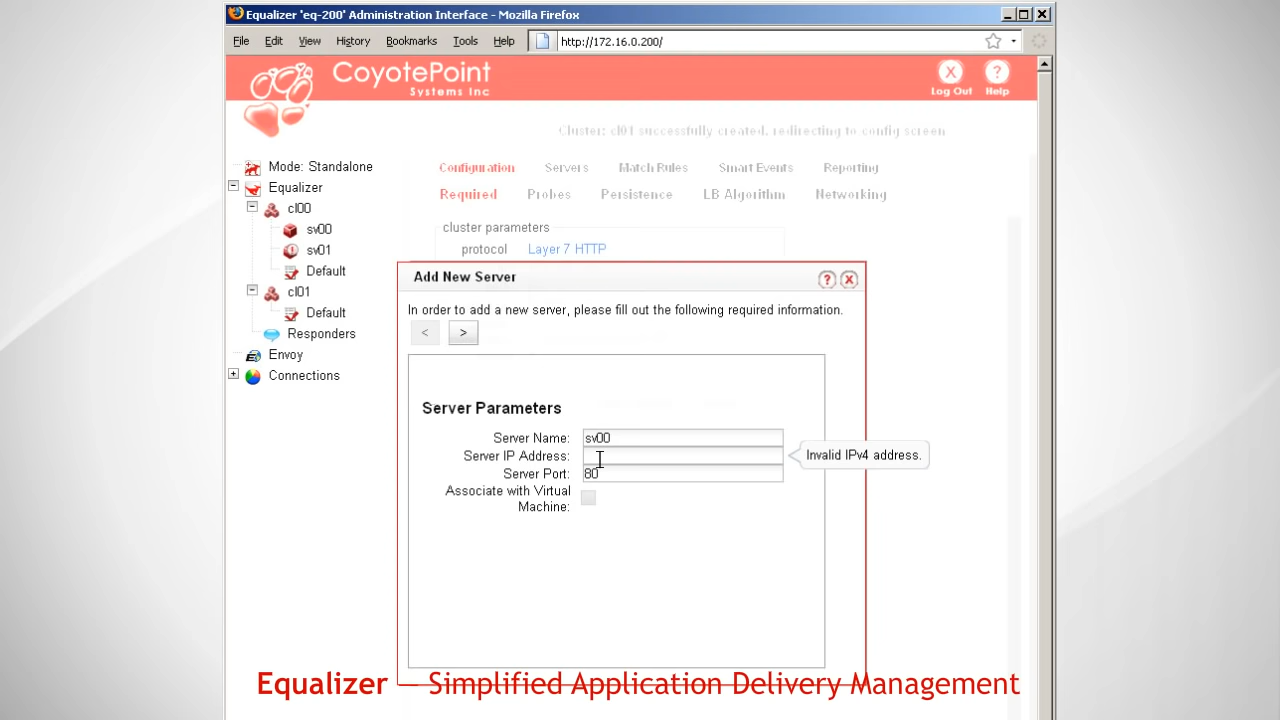 Equalizer 'eq-200' Administration Interface - Mozilla Firefox
File Edit View History Bookmarks Tools Help http://172.16.0.200/
CoyotePoint
Systems Inc
X ?
Log Out Help
Cluster: cl01 successfully created, redirecting to config screen
Mode: Standalone
Equalizer
cl00
sv00
sv01
Default
cl01
Default
Responders
Envoy
Connections
Configuration Servers Match Rules Smart Events Reporting
Required Probes Persistence LB Algorithm Networking
cluster parameters
protocol Layer 7 HTTP
Add New Server ? X
In order to add a new server, please fill out the following required information.
< >
Server Parameters
Server Name: sv00
Server IP Address:
Invalid IPv4 address.
Server Port: 80
Associate with Virtual
Machine:
Equalizer — Simplified Application Delivery Management